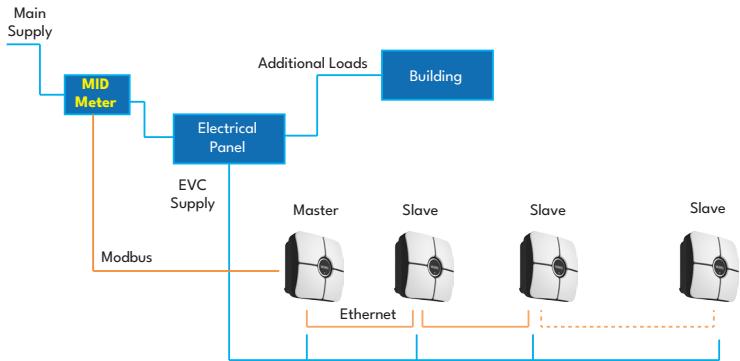 Main
Supply
MID
Meter
Additional Loads
Building
Electrical
Panel
EVC
Supply
Master
Slave
Slave
Slave
Modbus
Ethernet